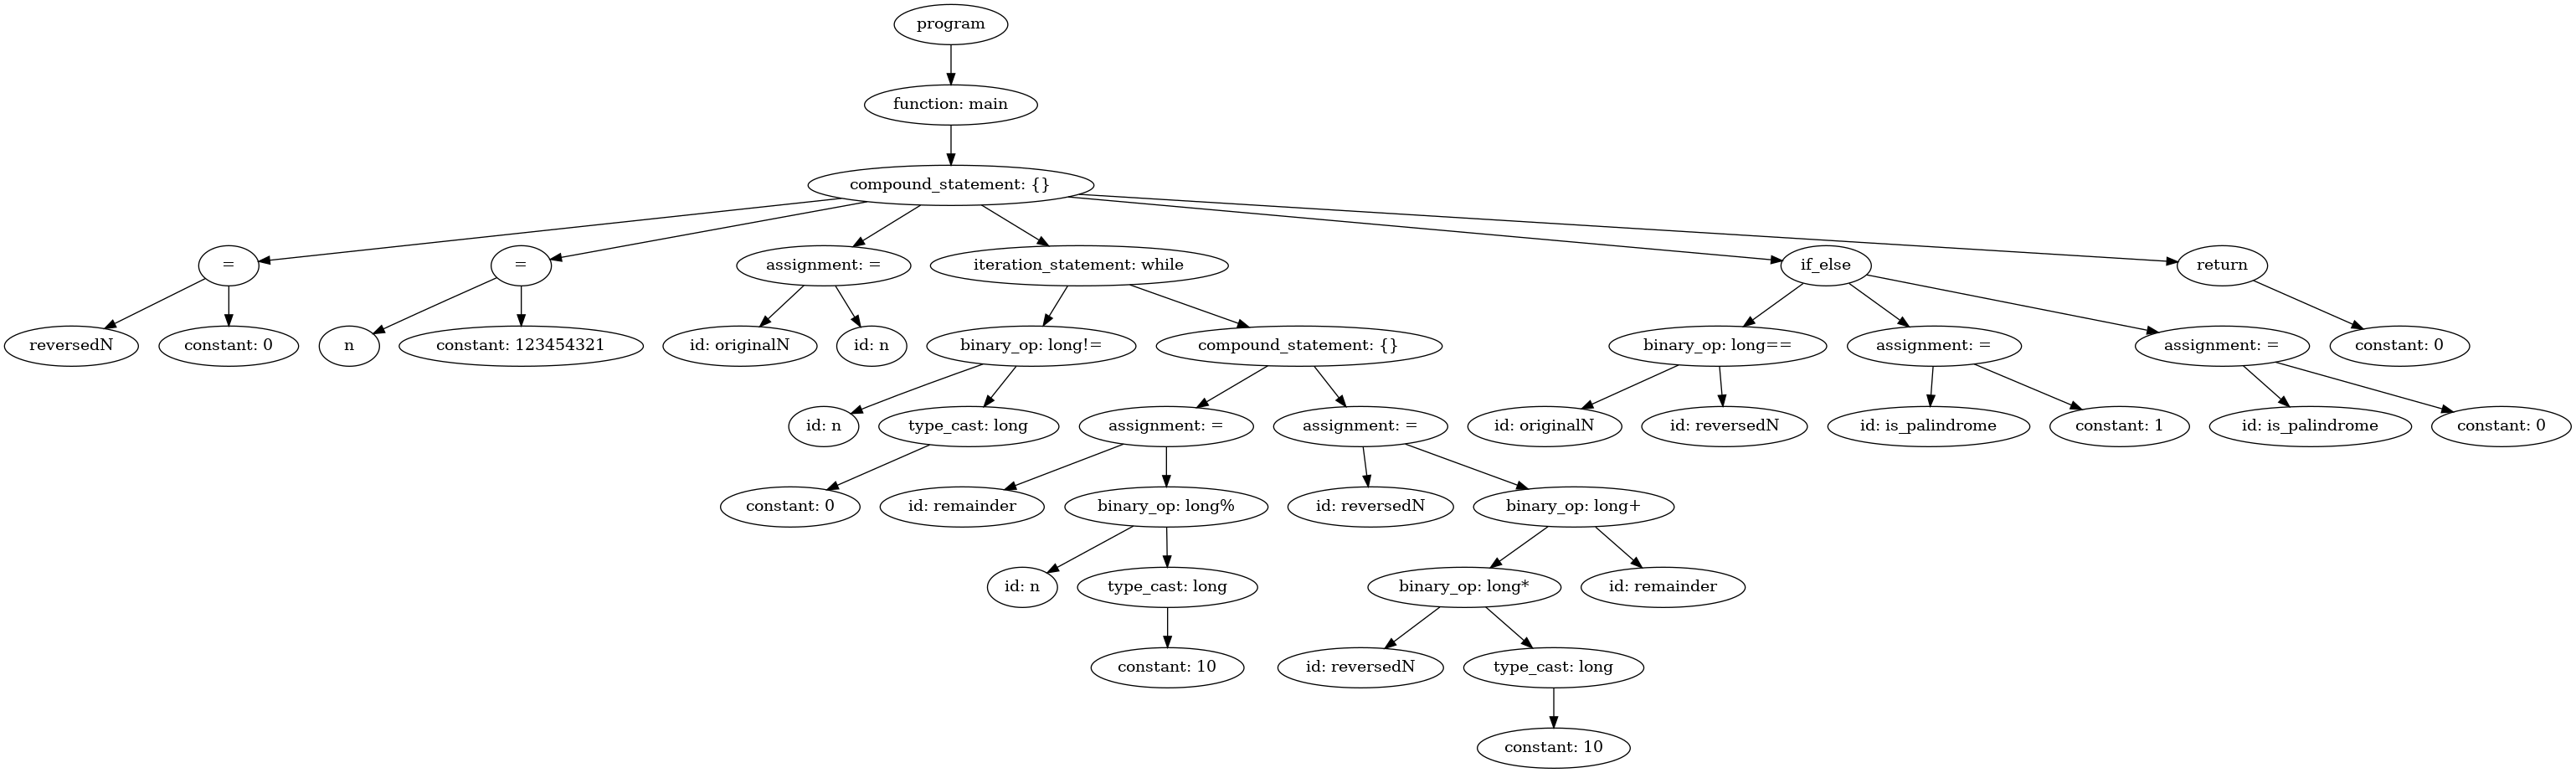 program
function: main
compound_statement: {}
=
=
assignment: =
iteration_statement: while
if_else
return
reversedN
constant: 0
n
constant: 123454321
id: originalN
id: n
binary_op: long!=
compound_statement: {}
binary_op: long==
assignment: =
assignment: =
constant: 0
id: n
type_cast: long
assignment: =
assignment: =
id: originalN
id: reversedN
id: is_palindrome
constant: 1
id: is_palindrome
constant: 0
constant: 0
id: remainder
binary_op: long%
id: reversedN
binary_op: long+
id: n
type_cast: long
binary_op: long*
id: remainder
constant: 10
id: reversedN
type_cast: long
constant: 10